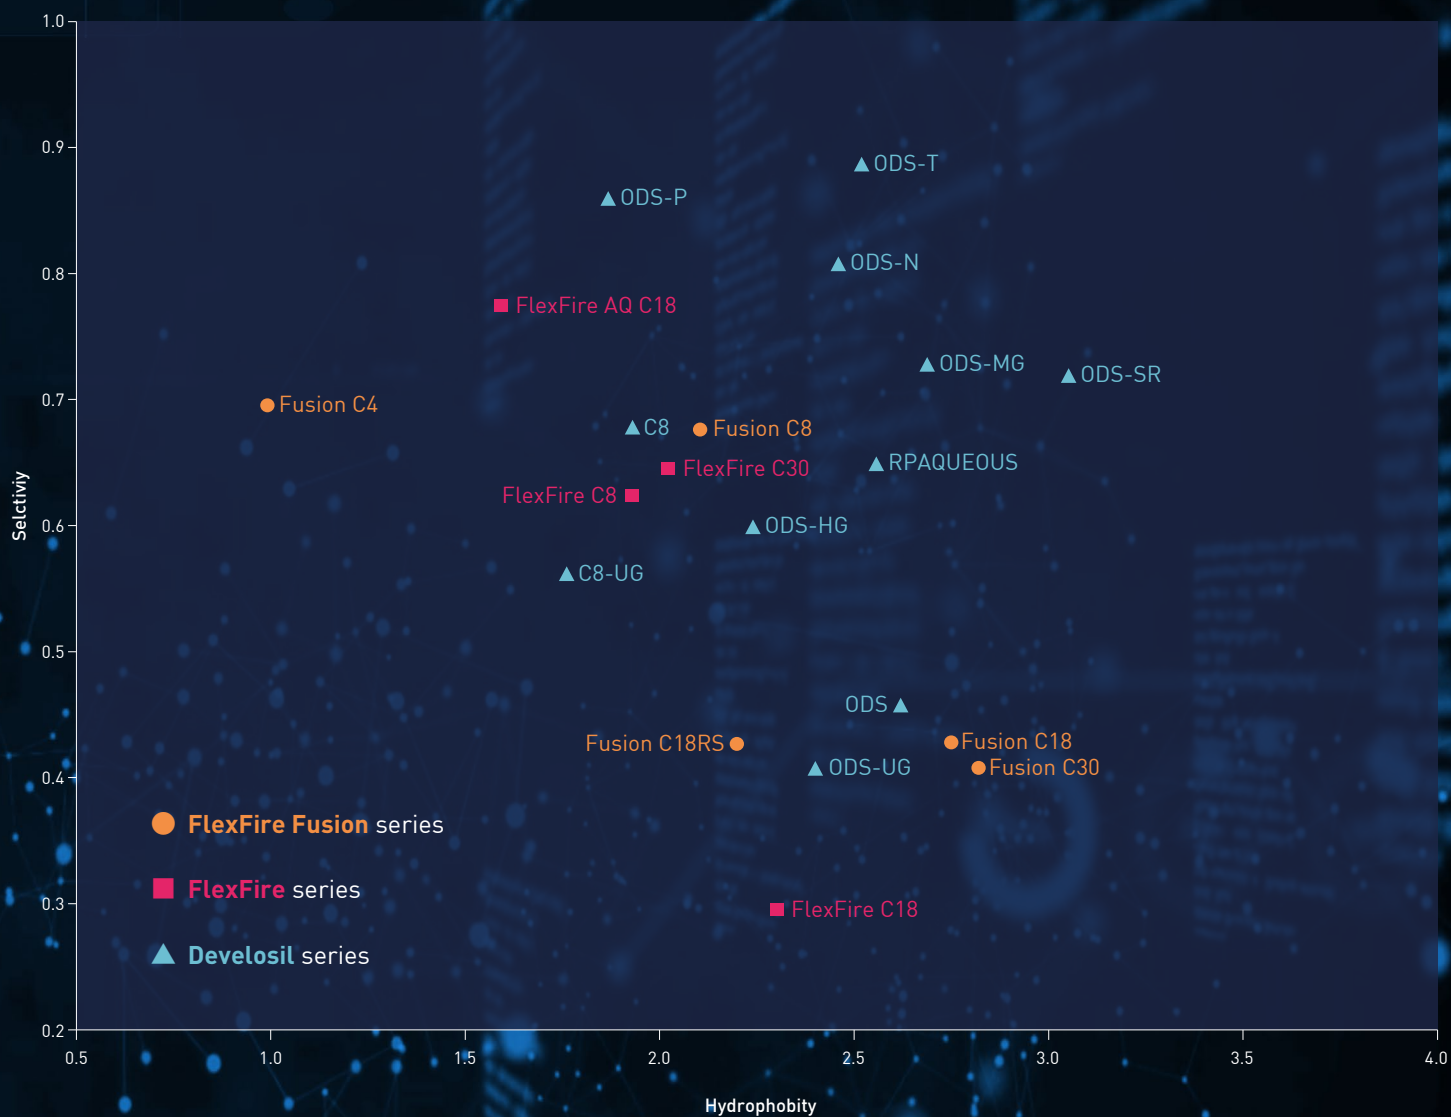 1.0
0.9
ODS-T
ODS-P
ODS-N
0.8
FlexFire AQ C18
ODS-MG
ODS-SR
0.7
Fusion C4
C8
Fusion C8
RPAQUEOUS
FlexFire C30
FlexFire C8
Selctiviy
0.6
ODS-HG
C8-UG
0.5
ODS
Fusion C18RS
Fusion C18
ODS-UG
Fusion C30
0.4
FlexFire Fusion series
FlexFire series
0.3
FlexFire C18
Develosil series
0.2
0.5 1.0 1.5 2.0 2.5 3.0 3.5 4.0
Hydrophobity